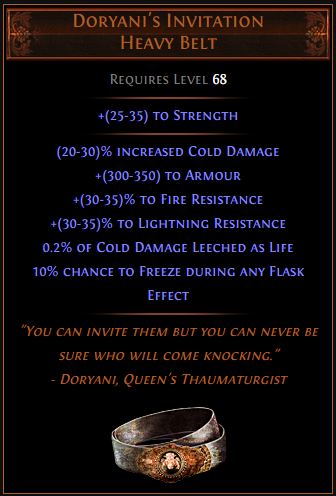 Doryani's Invitation
Heavy Belt
Requires Level 68
+(25-35) to Strength
(20-30)% increased Cold Damage
+(300-350) to Armour
+(30-35)% to Fire Resistance
+(30-35)% to Lightning Resistance
0.2% of Cold Damage Leeched as Life
10% chance to Freeze during any Flask
Effect
"You can invite them but you can never be
sure who will come knocking."
- Doryani, Queen's Thaumaturgist